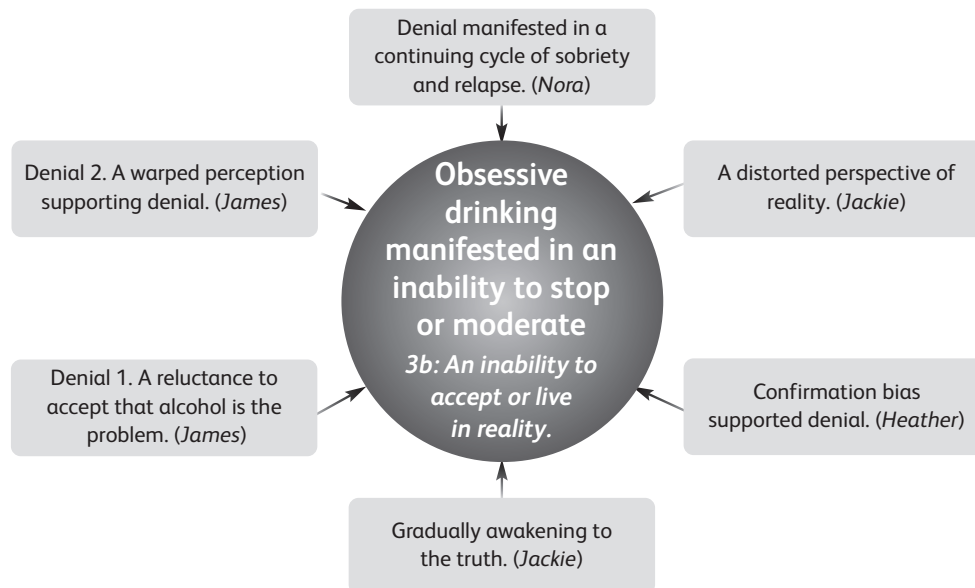 Denial manifested in a
continuing cycle of sobriety
and relapse. (Nora)
Denial 2. A warped perception
supporting denial. (James)
A distorted perspective of
reality. (Jackie)
Obsessive
drinking
manifested in an
inability to stop
or moderate
3b: An inability to
accept or live
in reality.
Denial 1. A reluctance to
accept that alcohol is the
problem. (James)
Confirmation bias
supported denial. (Heather)
Gradually awakening to
the truth. (Jackie)